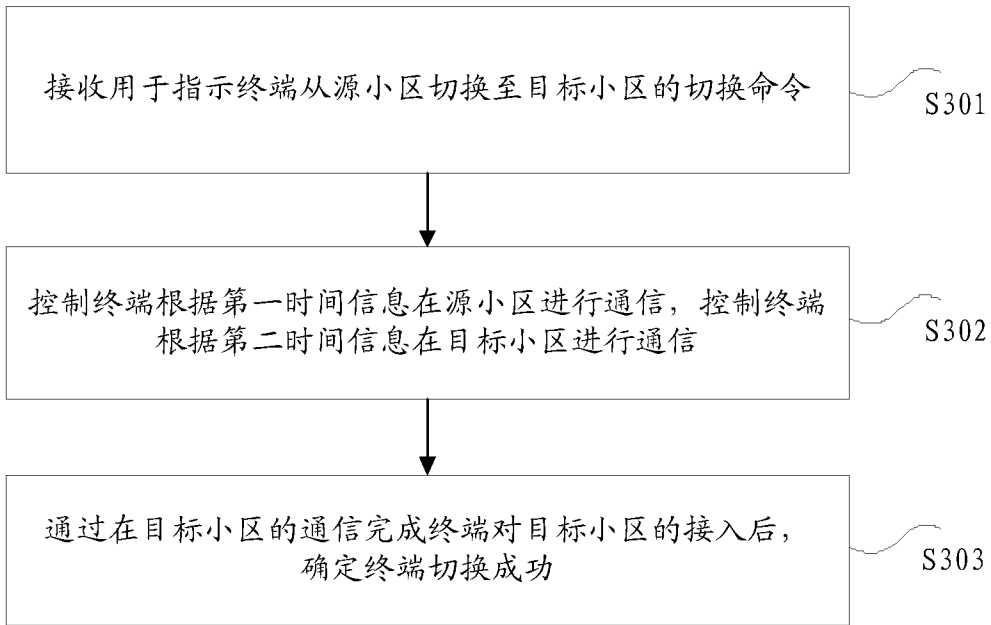 接收用于指示终端从源小区切换至目标小区的切换命令
S301
控制终端根据第一时间信息在源小区进行通信，控制终端
根据第二时间信息在目标小区进行通信
S302
通过在目标小区的通信完成终端对目标小区的接入后，
确定终端切换成功
S303